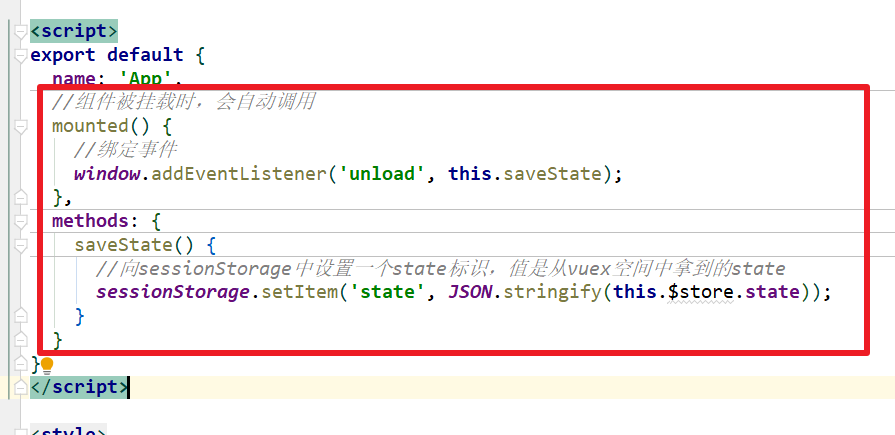 <script>
export default {
  name: 'App',
  //组件被挂载时，会自动调用
  mounted() {
    //绑定事件
    window.addEventListener('unload', this.saveState);
  },
  methods: {
    saveState() {
      //向sessionStorage中设置一个state标识，值是从vuex空间中拿到的state
      sessionStorage.setItem('state', JSON.stringify(this.$store.state));
    }
  }
}
</script>
<style>